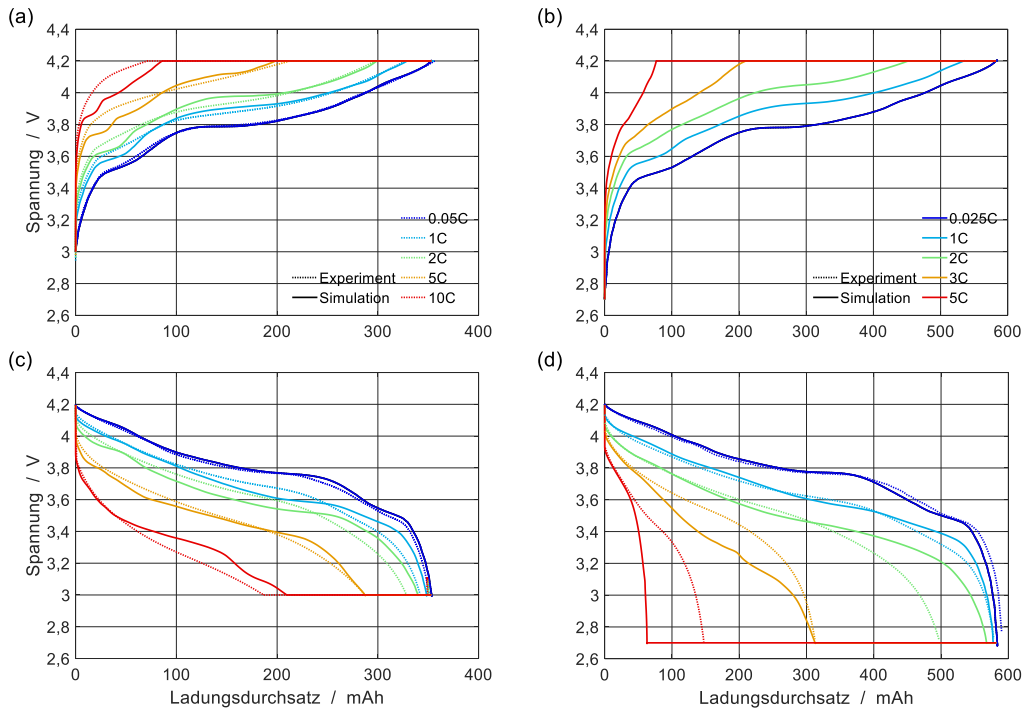 (a)
4,4
4,2
4
3,8
3,6
3,4
3,2
3
2,8
2,6
Spannung / V
0 100 200 300 400
0.05C
1C
2C
5C
10C
Experiment
Simulation
(b)
4,4
4,2
4
3,8
3,6
3,4
3,2
3
2,8
2,6
0 100 200 300 400 500 600
0.025C
1C
2C
3C
5C
Experiment
Simulation
(c)
4,4
4,2
4
3,8
3,6
3,4
3,2
3
2,8
2,6
Spannung / V
0 100 200 300 400
Ladungsdurchsatz / mAh
(d)
4,4
4,2
4
3,8
3,6
3,4
3,2
3
2,8
2,6
0 100 200 300 400 500 600
Ladungsdurchsatz / mAh